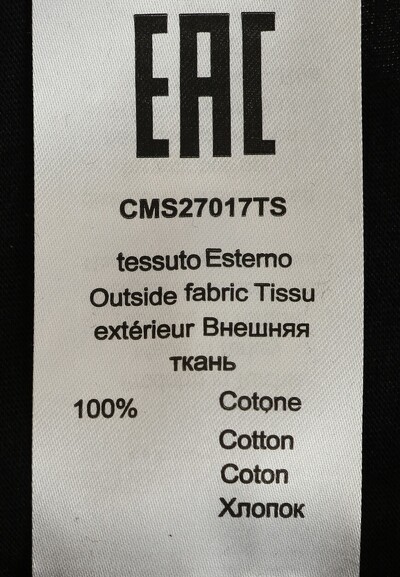 EAC
CMS27017TS
tessuto Esterno
Outside fabric Tissu
extérieur Внешняя
ткань
100% Cotone
Cotton
Coton
Хлопок